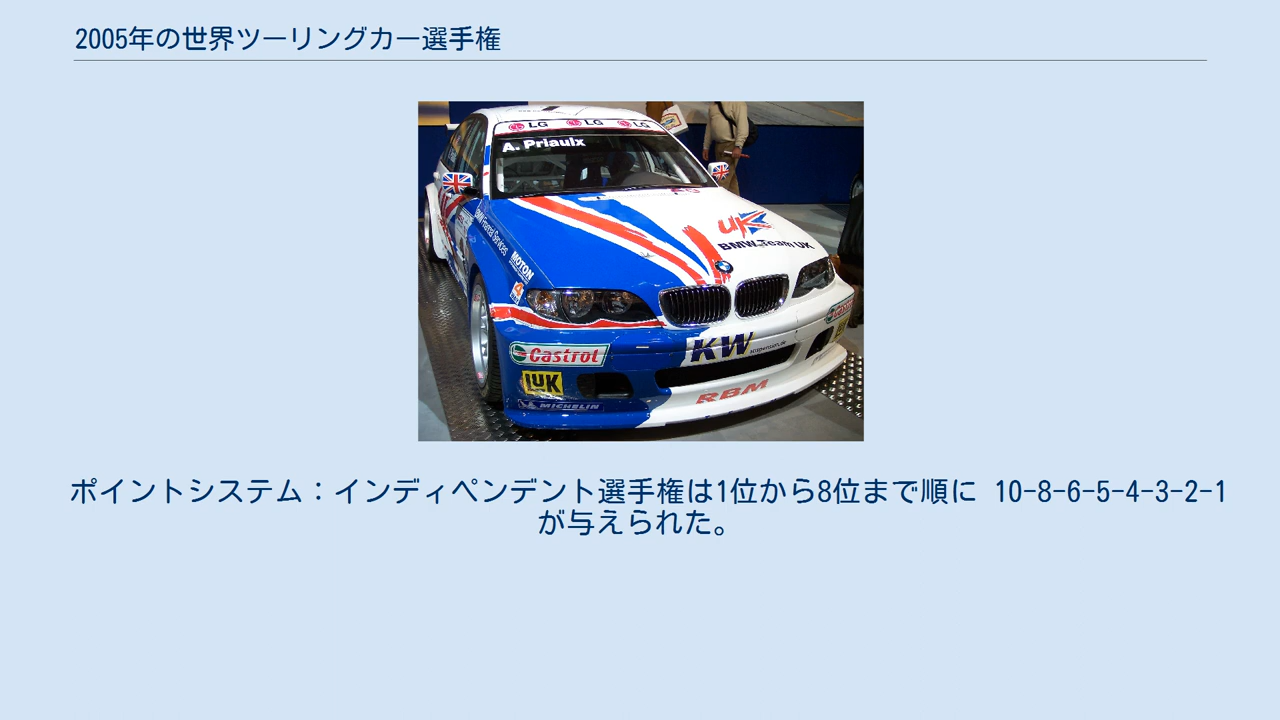 2005年の世界ツーリングカー選手権
LG LG LG
A. Priaulx
UK
BMW Team UK
MOTON
Castrol
KW
LUK
RBM
MICHELIN
ポイントシステム：インディペンデント選手権は1位から8位まで順に 10-8-6-5-4-3-2-1
が与えられた。